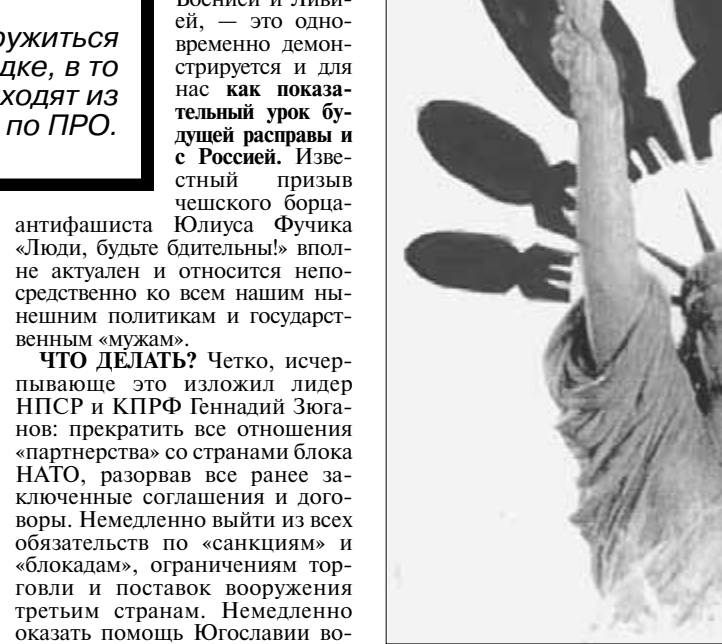 ружиться
дке, в то
ходят из
по ПРО.
Боснией и Ливи-
ей, — это одно-
временно демон-
стрируется и для
нас как показа-
тельный урок бу-
дущей расправы и
с Россией. Изве-
стный призыв
чешского борца-
антифашиста Юлиуса Фучика
«Люди, будьте бдительны!» впол-
не актуален и относится непо-
средственно ко всем нашим ны-
нешним политикам и государст-
венным «мужам».
ЧТО ДЕЛАТЬ? Четко, исчер-
пывающе это изложил лидер
НПСР и КПРФ Геннадий Зюга-
нов: прекратить все отношения
«партнерства» со странами блока
НАТО, разорвав все ранее за-
ключенные соглашения и дого-
воры. Немедленно выйти из всех
обязательств по «санкциям» и
«блокадам», ограничениям тор-
говли и поставок вооружения
третьим странам. Немедленно
оказать помощь Югославии во-